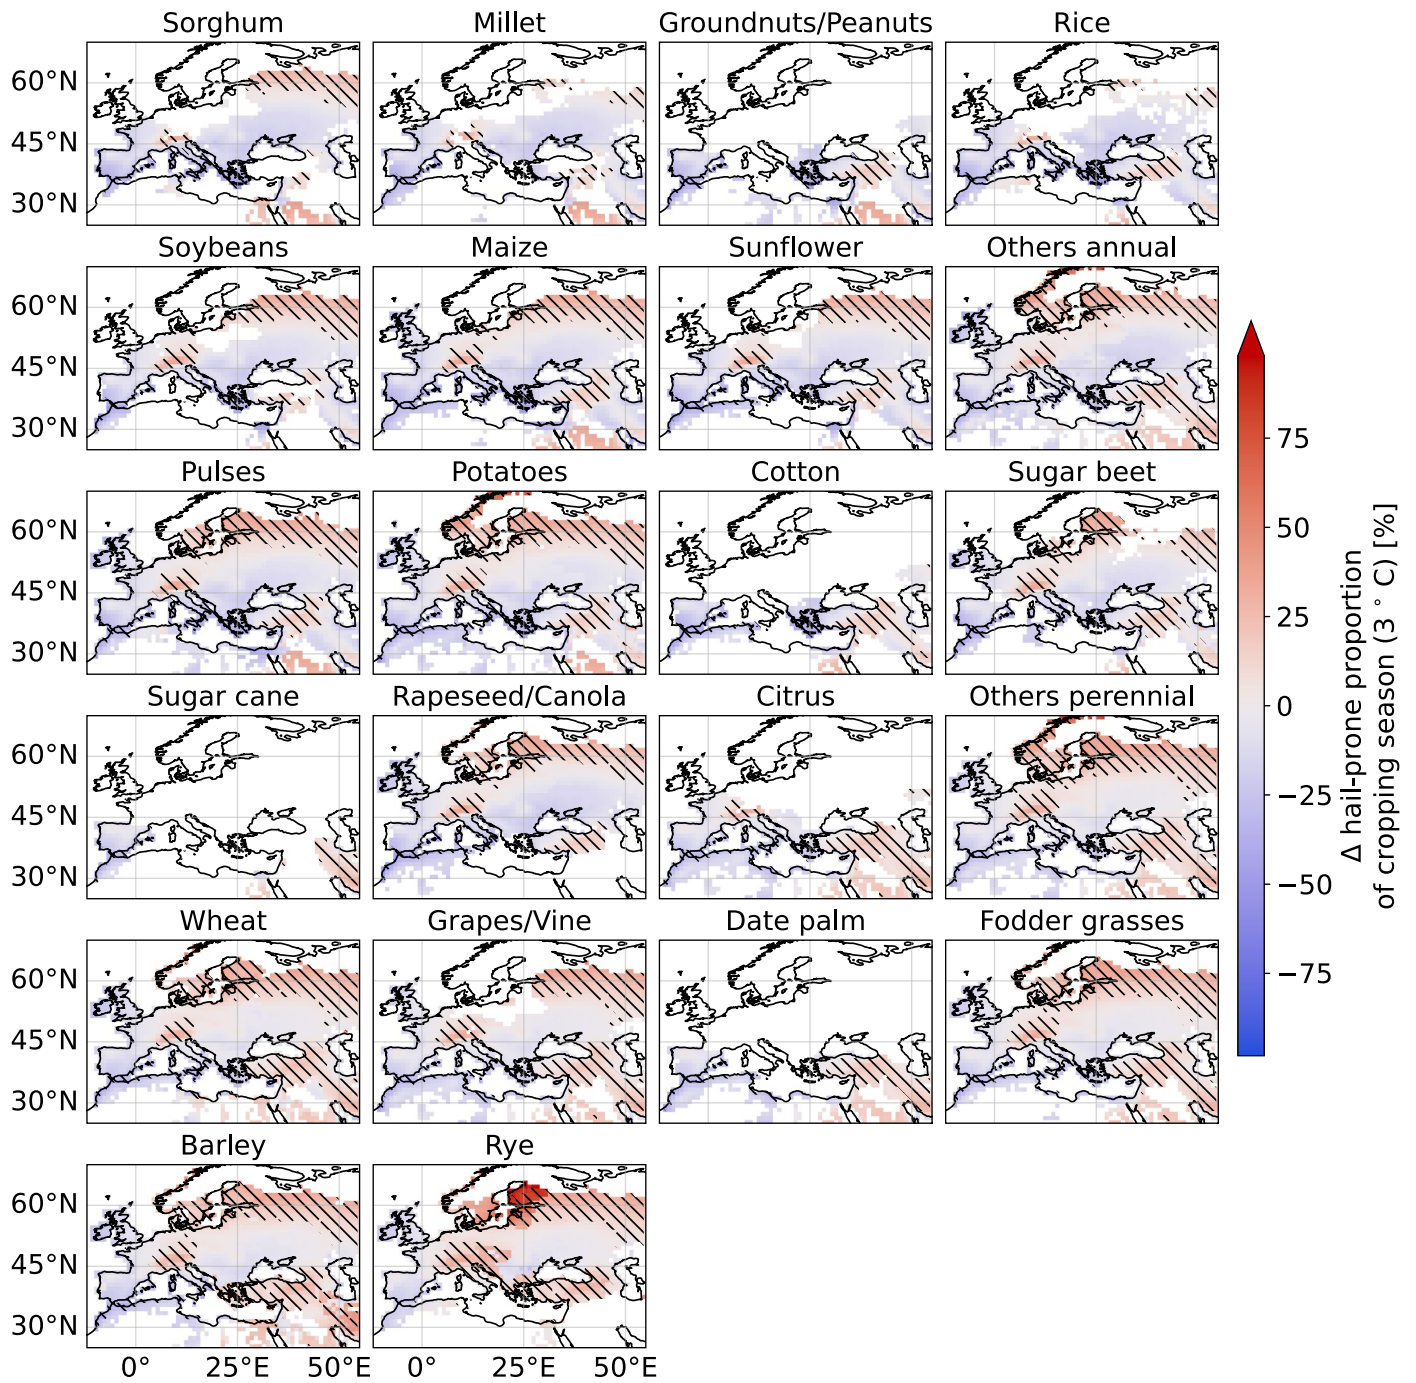 Sorghum Millet Groundnuts/Peanuts Rice
60°N
45°N
30°N
Soybeans Maize Sunflower Others annual
60°N
45°N
30°N
Pulses Potatoes Cotton Sugar beet
60°N
45°N
30°N
Sugar cane Rapeseed/Canola Citrus Others perennial
60°N
45°N
30°N
Wheat Grapes/Vine Date palm Fodder grasses
60°N
45°N
30°N
Barley Rye
60°N
45°N
30°N
0° 25°E 50°E 0° 25°E 50°E
75
50
25
0
−25
−50
−75
Δ hail-prone proportion
of cropping season (3 ° C) [%]